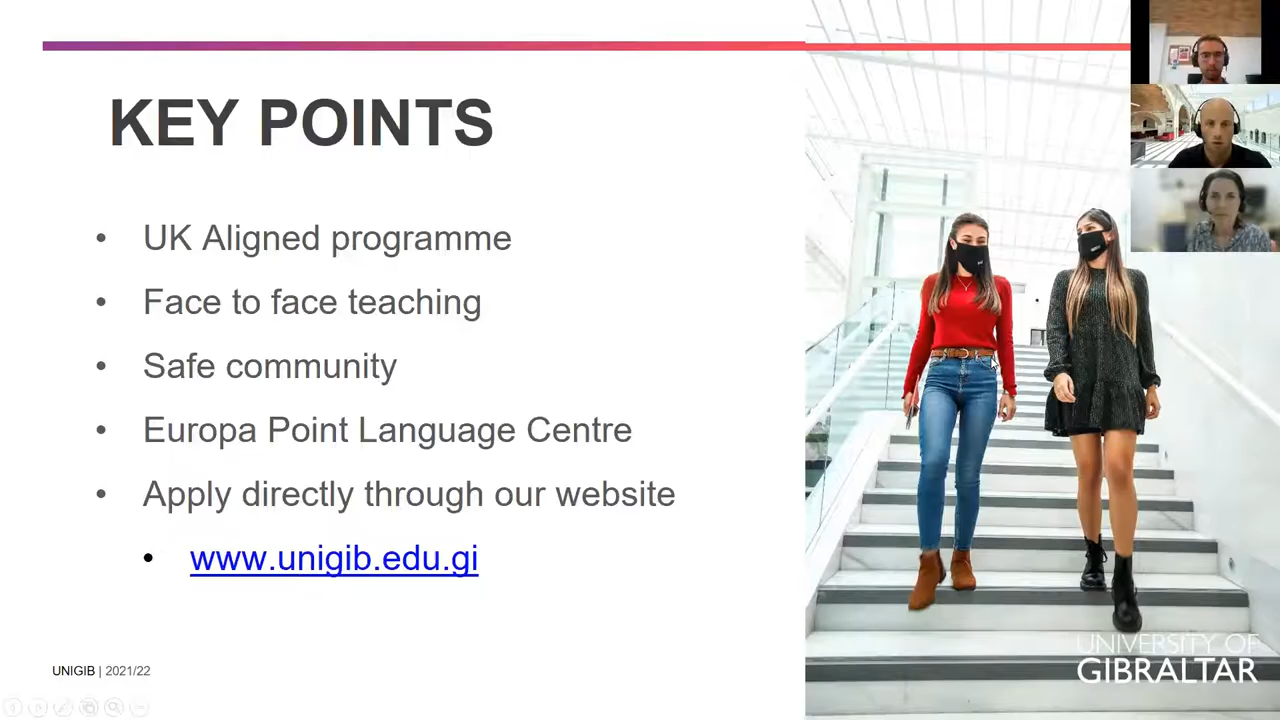 KEY POINTS
• UK Aligned programme
• Face to face teaching
• Safe community
• Europa Point Language Centre
• Apply directly through our website
• www.unigib.edu.gi
UNIGIB | 2021/22
UNIVERSITY OF
GIBRALTAR